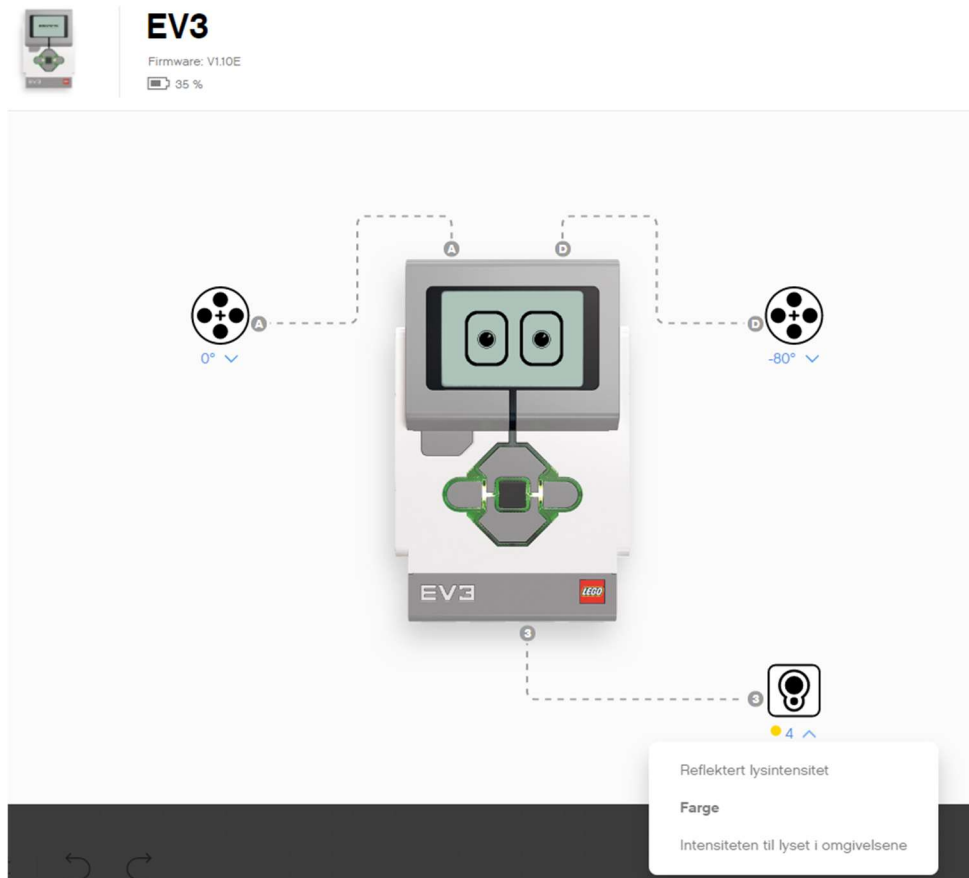 EV3
Firmware: V1.10E
35 %
A
D
A
D
0°
-80°
EV3
LEGO
3
3
4
Reflektert lysintensitet
Farge
Intensiteten til lyset i omgivelsene